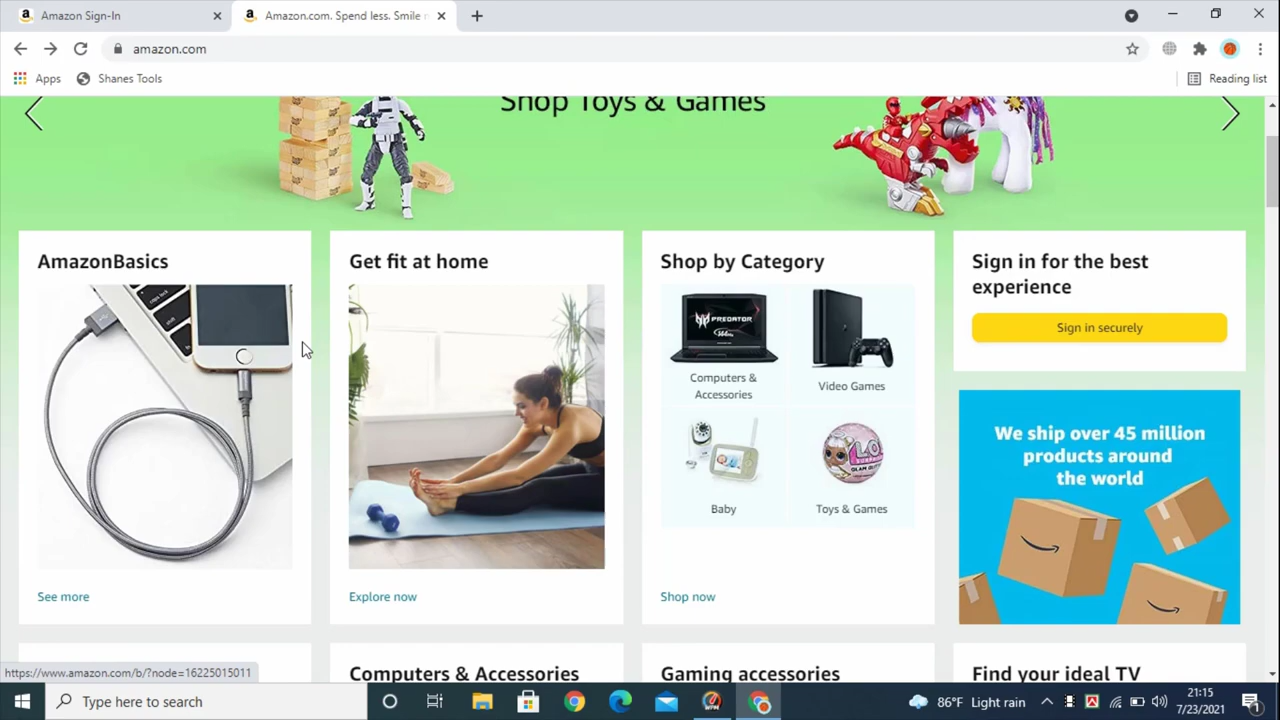 Amazon Sign-In
Amazon.com. Spend less. Smile
amazon.com
Apps
Shanes Tools
Reading list
Shop Toys & Games
AmazonBasics
See more
Get fit at home
Explore now
Shop by Category
PREDATOR
Computers &
Accessories
Video Games
Baby
Toys & Games
Shop now
Sign in for the best
experience
Sign in securely
We ship over 45 million
products around
the world
Computers & Accessories
Gaming accessories
Find your ideal TV
https://www.amazon.com/b/?node=16225015011
Type here to search
86°F Light rain
21:15
7/23/2021
1